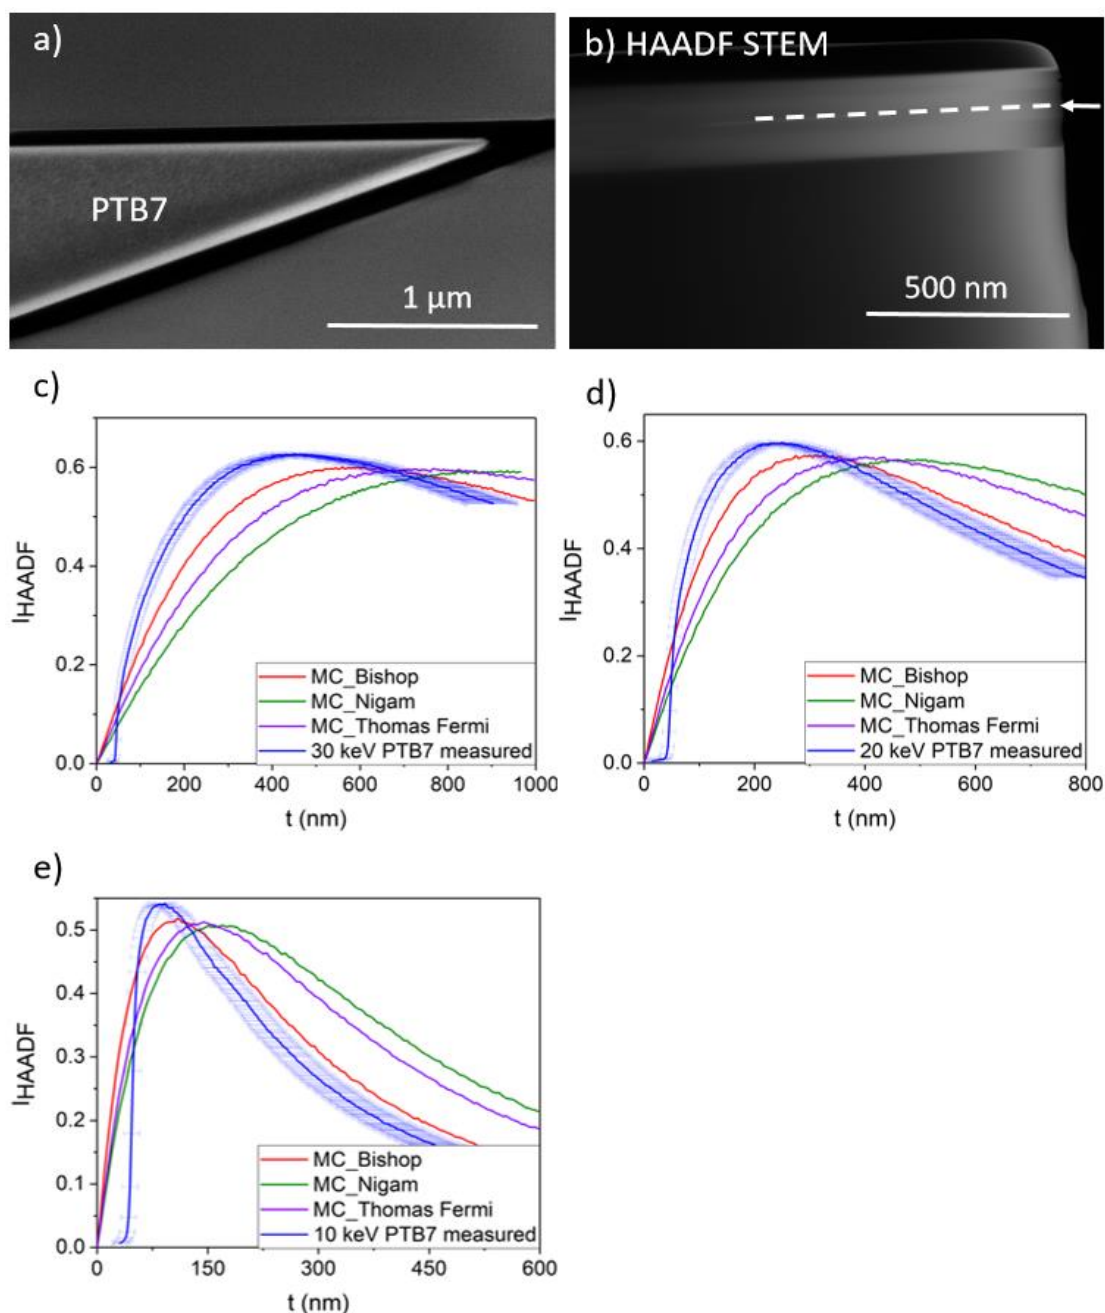 a)
PTB7
1 µm
b) HAADF STEM
500 nm
c)
I_HAADF
0.6
0.4
0.2
0.0
MC_Bishop
MC_Nigam
MC_Thomas Fermi
30 keV PTB7 measured
0 200 400 600 800 1000
t (nm)
d)
I_HAADF
0.6
0.4
0.2
0.0
MC_Bishop
MC_Nigam
MC_Thomas Fermi
20 keV PTB7 measured
0 200 400 600 800
t (nm)
e)
I_HAADF
0.5
0.4
0.3
0.2
0.1
0.0
MC_Bishop
MC_Nigam
MC_Thomas Fermi
10 keV PTB7 measured
0 150 300 450 600
t (nm)